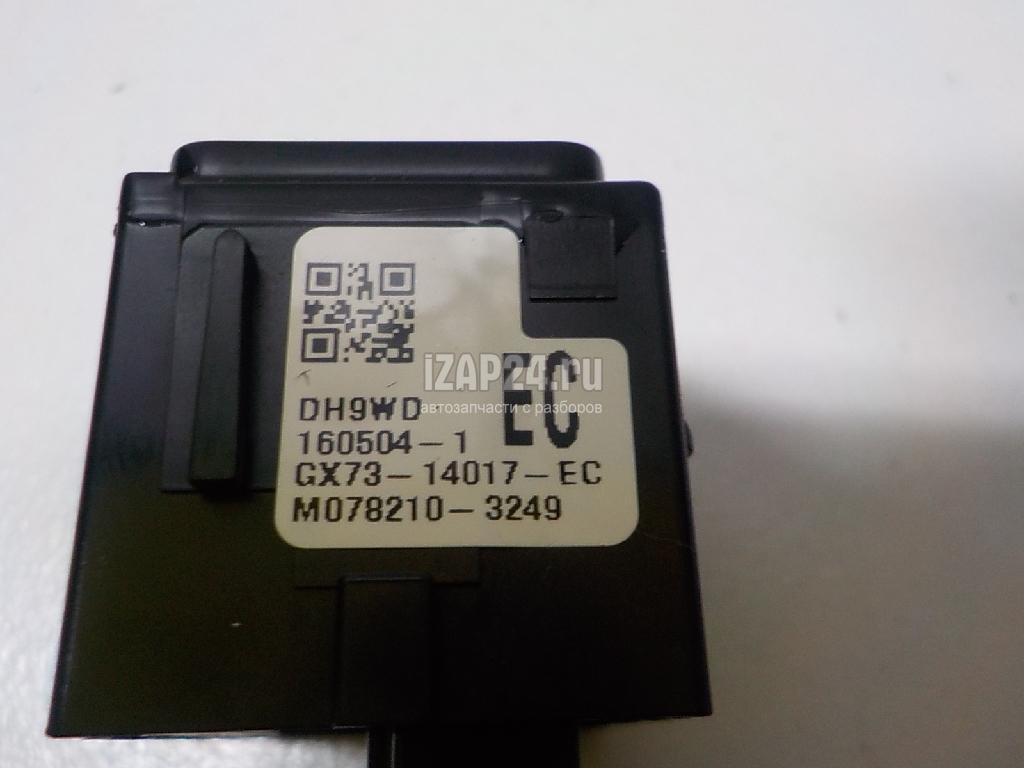 iZAP24.ru
автозапчасти с разборов
EC
DH9WD
160504-1
GX73-14017-EC
M078210-3249